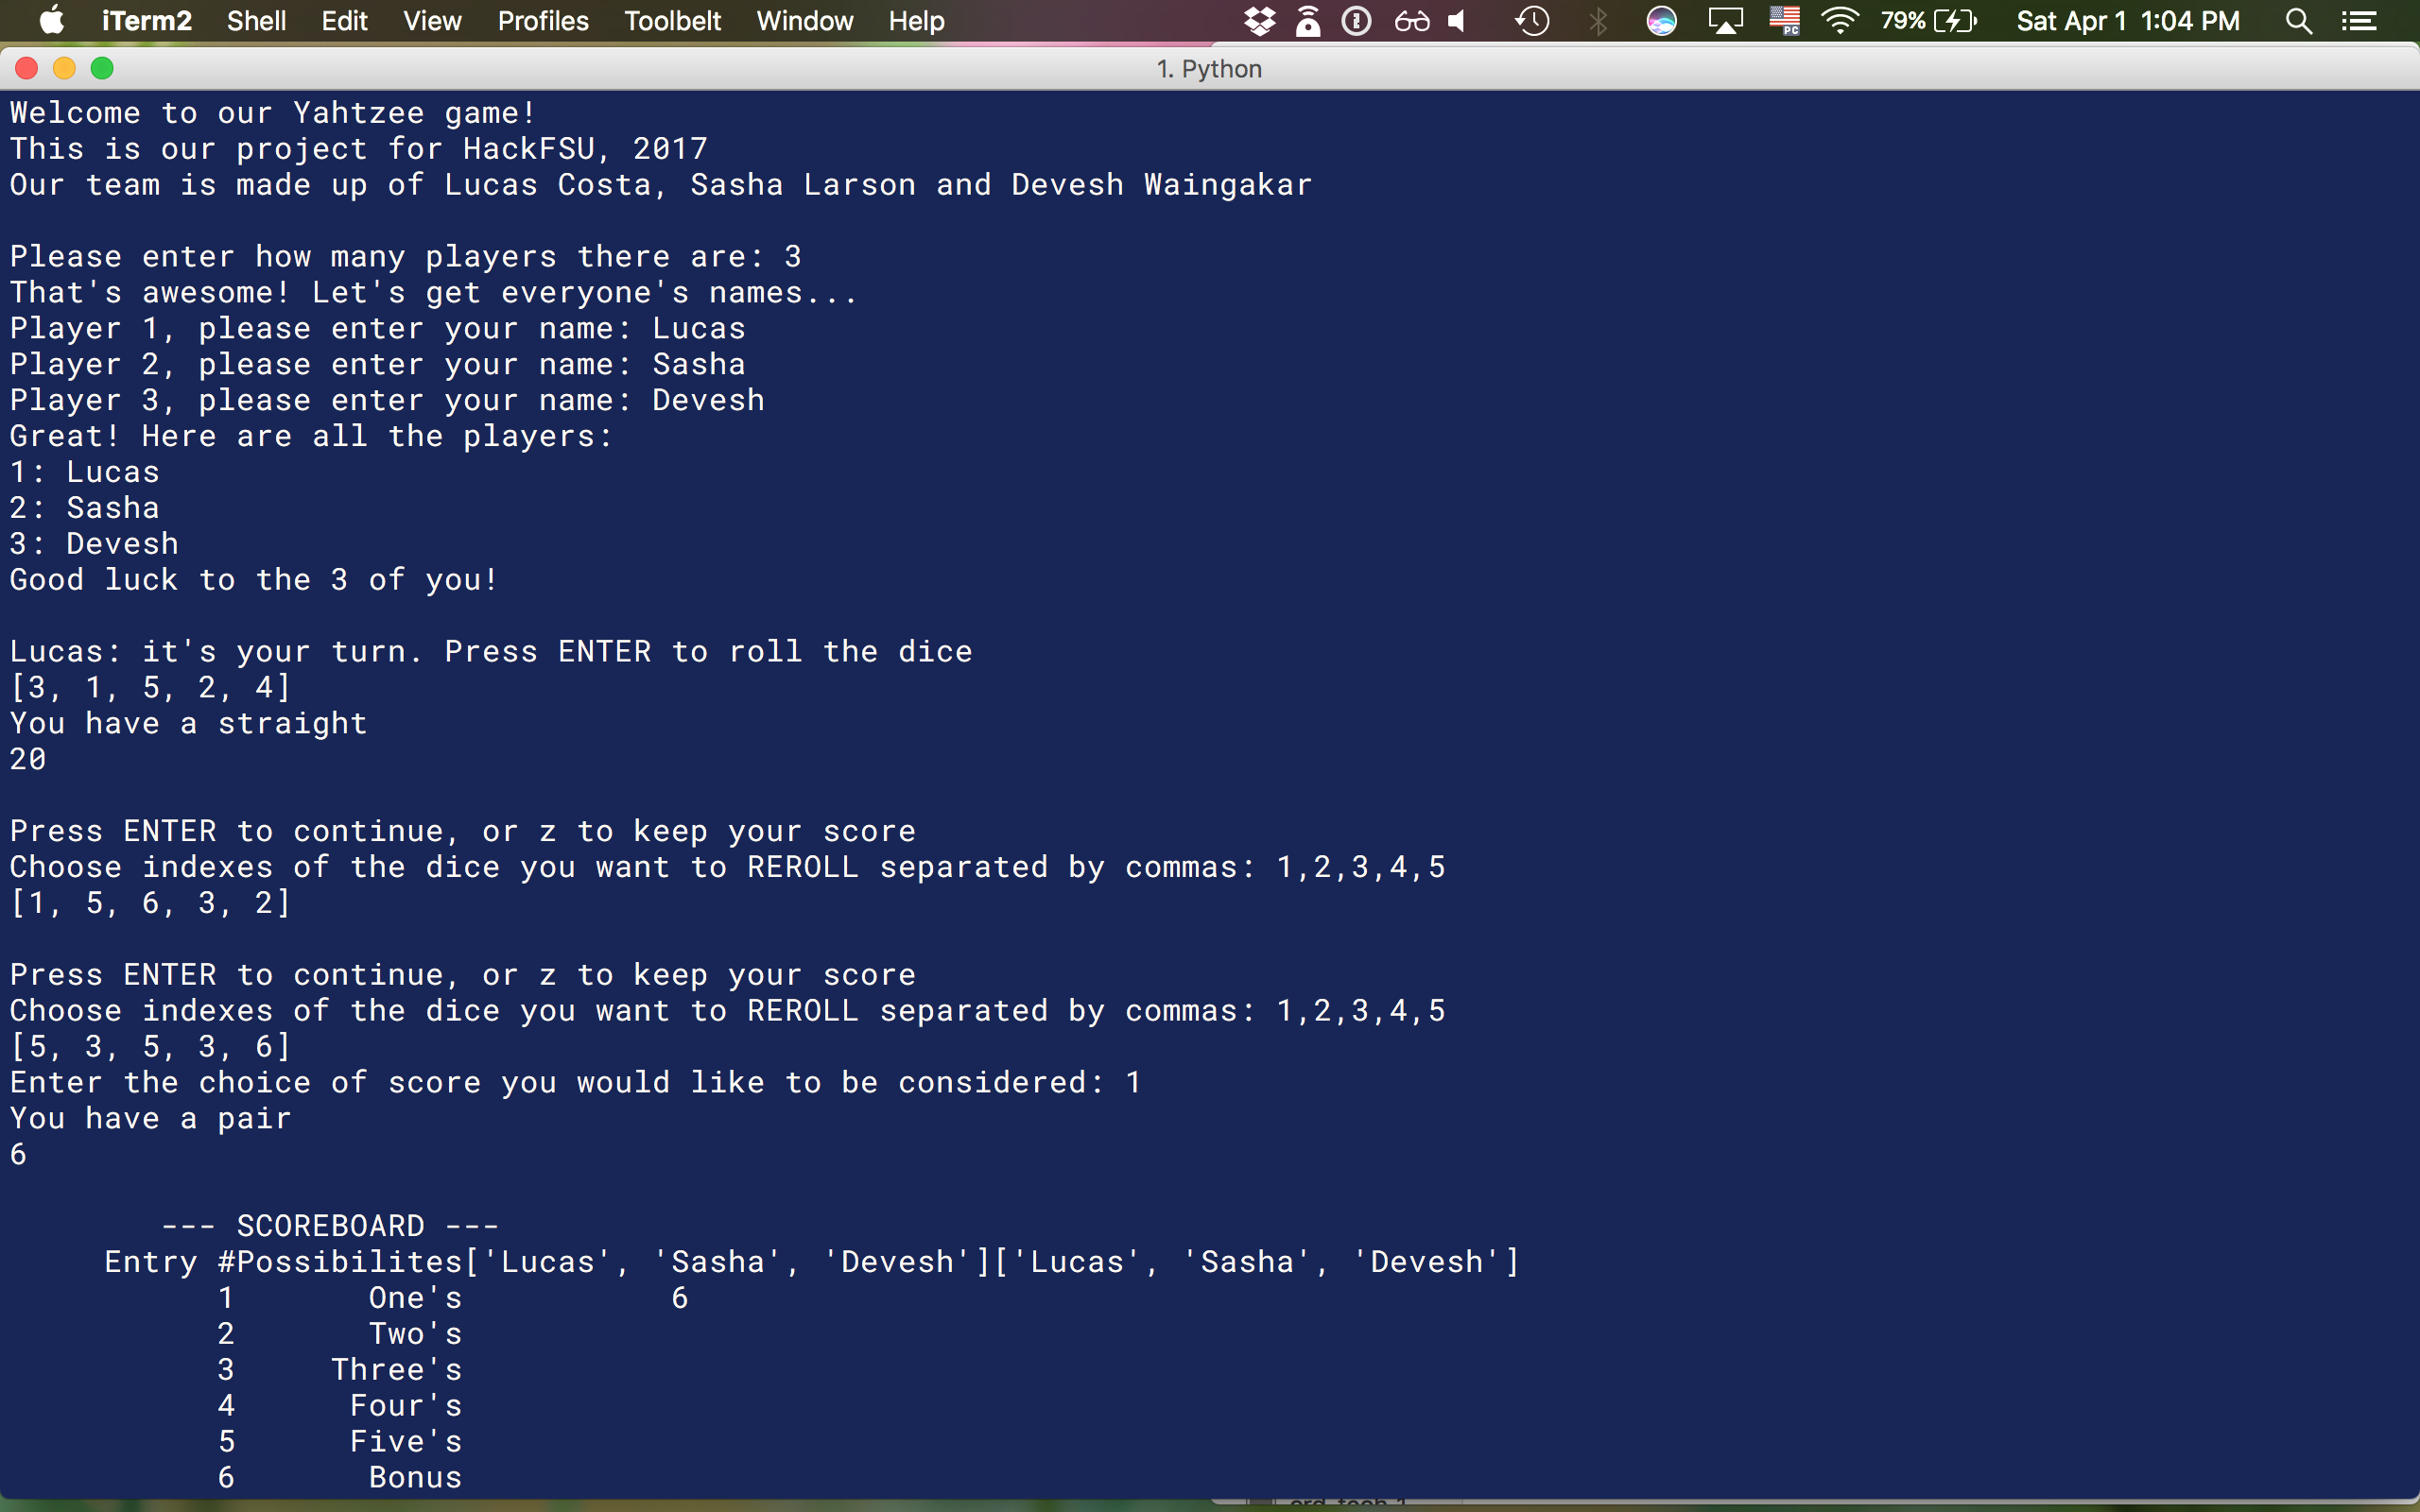 iTerm2 Shell Edit View Profiles Toolbelt Window Help PC 79% Sat Apr 1 1:04 PM
1. Python
Welcome to our Yahtzee game!
This is our project for HackFSU, 2017
Our team is made up of Lucas Costa, Sasha Larson and Devesh Waingakar
Please enter how many players there are: 3
That's awesome! Let's get everyone's names...
Player 1, please enter your name: Lucas
Player 2, please enter your name: Sasha
Player 3, please enter your name: Devesh
Great! Here are all the players:
1: Lucas
2: Sasha
3: Devesh
Good luck to the 3 of you!
Lucas: it's your turn. Press ENTER to roll the dice
[3, 1, 5, 2, 4]
You have a straight
20
Press ENTER to continue, or z to keep your score
Choose indexes of the dice you want to REROLL separated by commas: 1,2,3,4,5
[1, 5, 6, 3, 2]
Press ENTER to continue, or z to keep your score
Choose indexes of the dice you want to REROLL separated by commas: 1,2,3,4,5
[5, 3, 5, 3, 6]
Enter the choice of score you would like to be considered: 1
You have a pair
6
--- SCOREBOARD ---
Entry #Possibilites['Lucas', 'Sasha', 'Devesh']['Lucas', 'Sasha', 'Devesh']
1 One's 6
2 Two's
3 Three's
4 Four's
5 Five's
6 Bonus